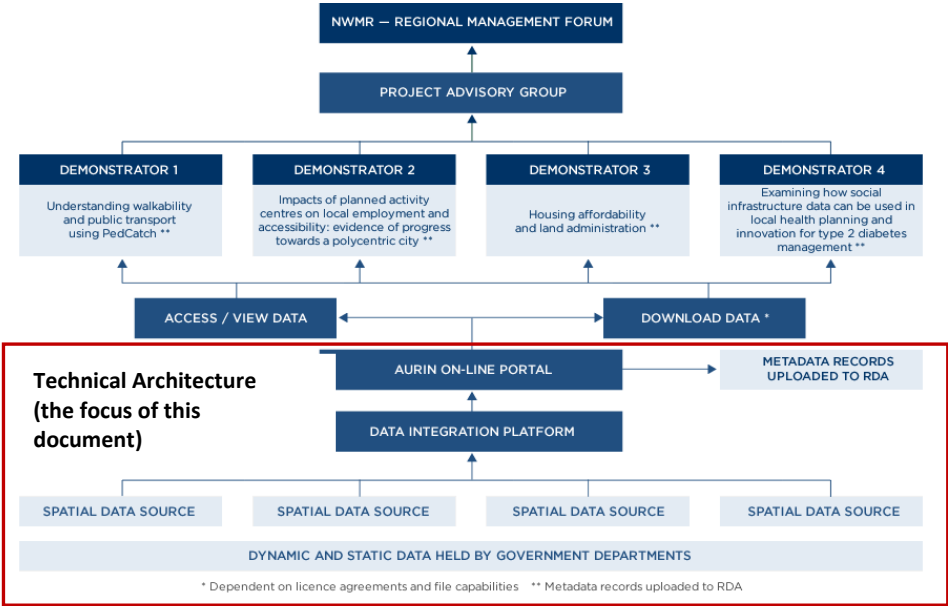 NWMR — REGIONAL MANAGEMENT FORUM
PROJECT ADVISORY GROUP
DEMONSTRATOR 1
Understanding walkability
and public transport
using PedCatch **
DEMONSTRATOR 2
Impacts of planned activity
centres on local employment and
accessibility: evidence of progress
towards a polycentric city **
DEMONSTRATOR 3
Housing affordability
and land administration **
DEMONSTRATOR 4
Examining how social
infrastructure data can be used in
local health planning and
innovation for type 2 diabetes
management **
ACCESS / VIEW DATA
DOWNLOAD DATA *
Technical Architecture
(the focus of this
document)
AURIN ON-LINE PORTAL
METADATA RECORDS
UPLOADED TO RDA
DATA INTEGRATION PLATFORM
SPATIAL DATA SOURCE
SPATIAL DATA SOURCE
SPATIAL DATA SOURCE
SPATIAL DATA SOURCE
DYNAMIC AND STATIC DATA HELD BY GOVERNMENT DEPARTMENTS
* Dependent on licence agreements and file capabilities ** Metadata records uploaded to RDA